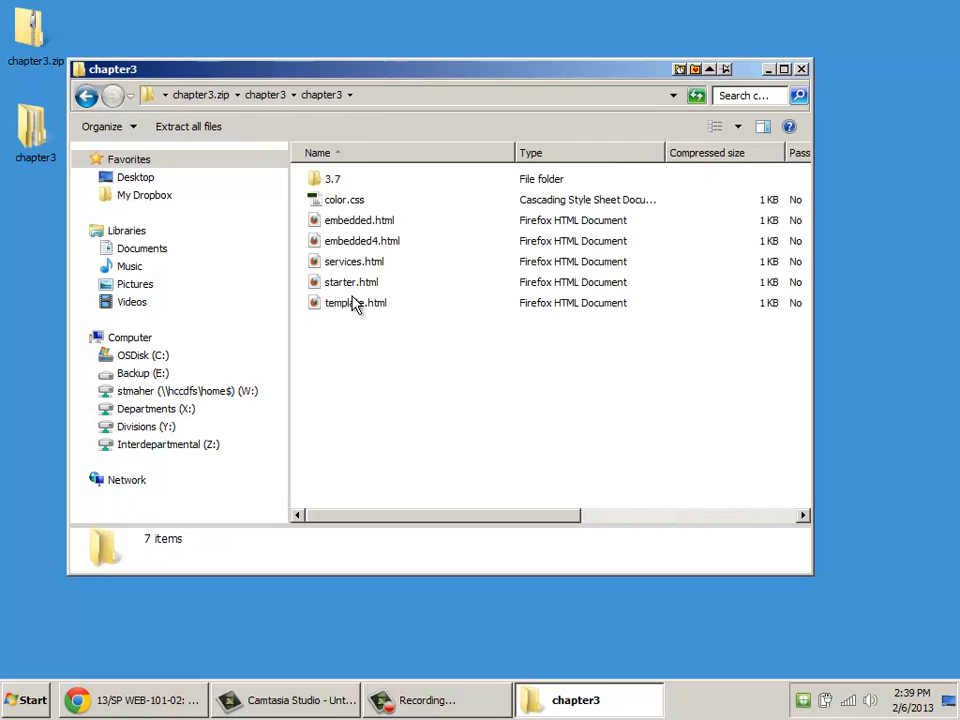 chapter3.zip
chapter3
chapter3
chapter3.zip chapter3 chapter3
Search c...
Organize Extract all files
Name Type Compressed size Pass
Favorites
Desktop
My Dropbox
Libraries
Documents
Music
Pictures
Videos
Computer
OSDisk (C:)
Backup (E:)
stmaher (\\hccdfs\home$) (W:)
Departments (X:)
Divisions (Y:)
Interdepartmental (Z:)
Network
3.7 File folder
color.css Cascading Style Sheet Docu... 1 KB No
embedded.html Firefox HTML Document 1 KB No
embedded4.html Firefox HTML Document 1 KB No
services.html Firefox HTML Document 1 KB No
starter.html Firefox HTML Document 1 KB No
template.html Firefox HTML Document 1 KB No
7 items
Start 13/SP WEB-101-02: ... Camtasia Studio - Unt... Recording... chapter3
2:39 PM
2/6/2013